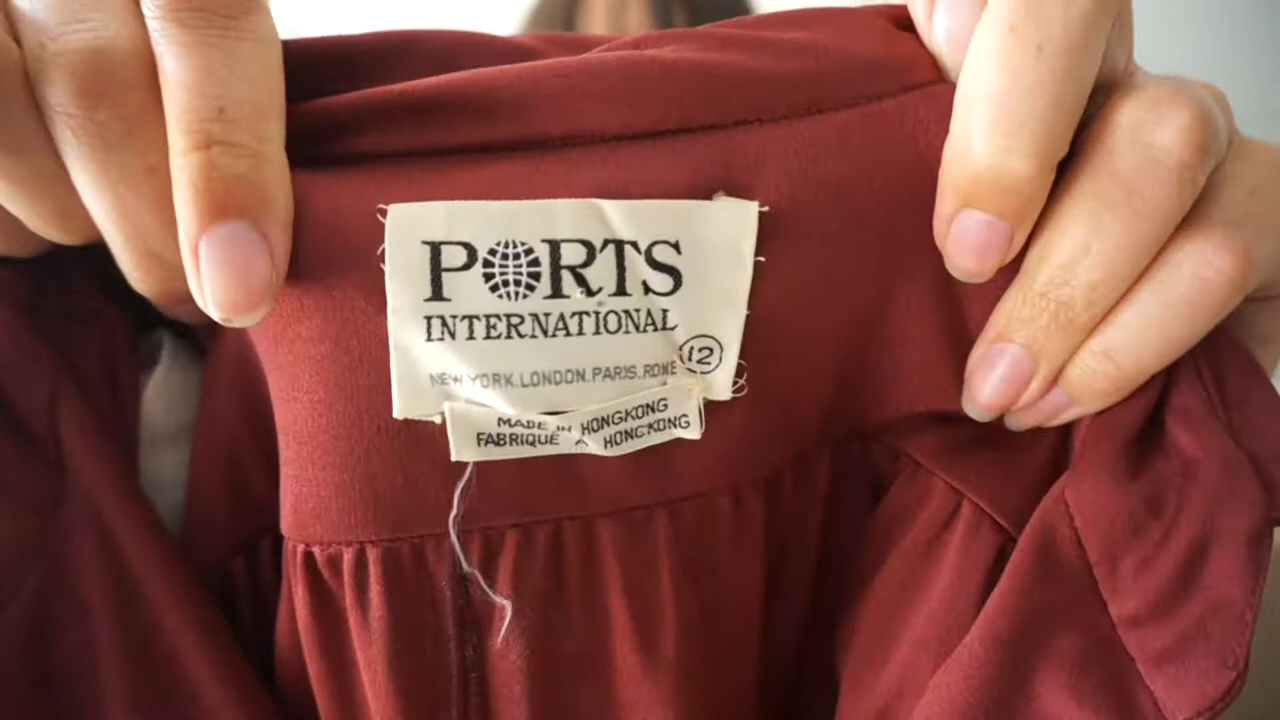 PORTS
INTERNATIONAL
12
NEW YORK.LONDON.PARIS.ROME
MADE IN HONGKONG
FABRIQUÉ À HONGKONG